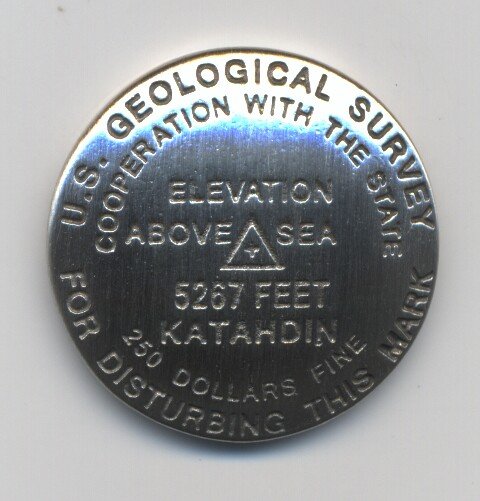 U.S. GEOLOGICAL SURVEY
COOPERATION WITH THE STATE
ELEVATION
ABOVE SEA
5267 FEET
KATAHDIN
250 DOLLARS FINE
FOR DISTURBING THIS MARK